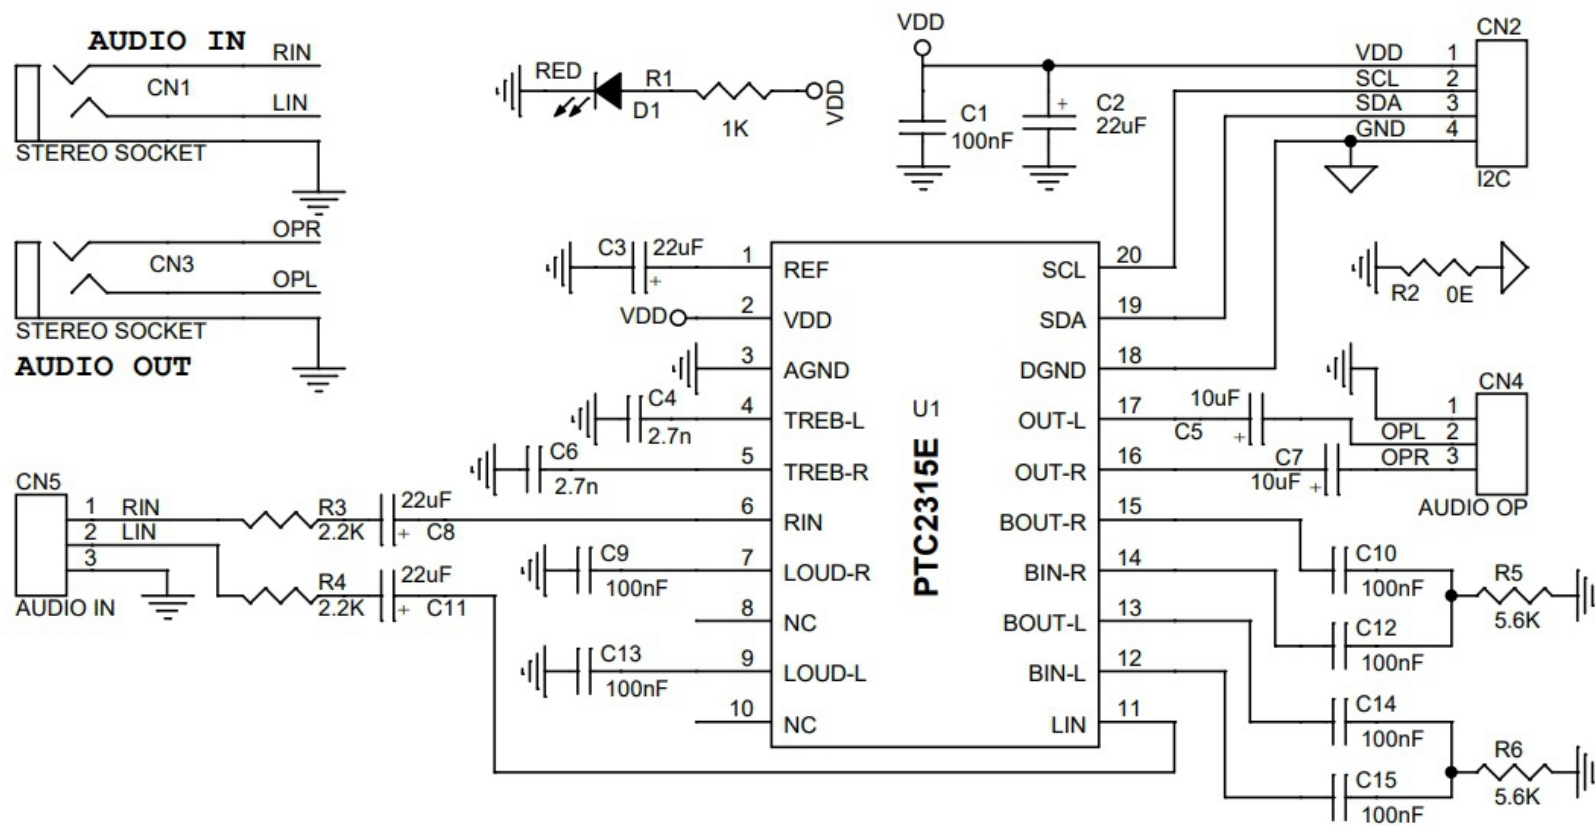 AUDIO IN
RIN
CN1
LIN
STEREO SOCKET
OPR
CN3
OPL
STEREO SOCKET
AUDIO OUT
RED
R1
D1
1K
VDD
VDD
C1
100nF
+
C2
22uF
CN2
VDD 1
SCL 2
SDA 3
GND 4
I2C
R2 0E
C3 22uF
+
VDD
C4
2.7n
C6
2.7n
1 REF
2 VDD
3 AGND
4 TREB-L
5 TREB-R
6 RIN
7 LOUD-R
8 NC
9 LOUD-L
10 NC
U1
PTC2315E
SCL 20
SDA 19
DGND 18
OUT-L 17
OUT-R 16
BOUT-R 15
BIN-R 14
BOUT-L 13
BIN-L 12
LIN 11
CN5
1 RIN
2 LIN
3
AUDIO IN
R3
2.2K
22uF
+ C8
R4
2.2K
22uF
+ C11
C9
100nF
C13
100nF
10uF
C5 +
C7
10uF +
CN4
1
OPL 2
OPR 3
AUDIO OP
C10
100nF
C12
100nF
R5
5.6K
C14
100nF
C15
100nF
R6
5.6K